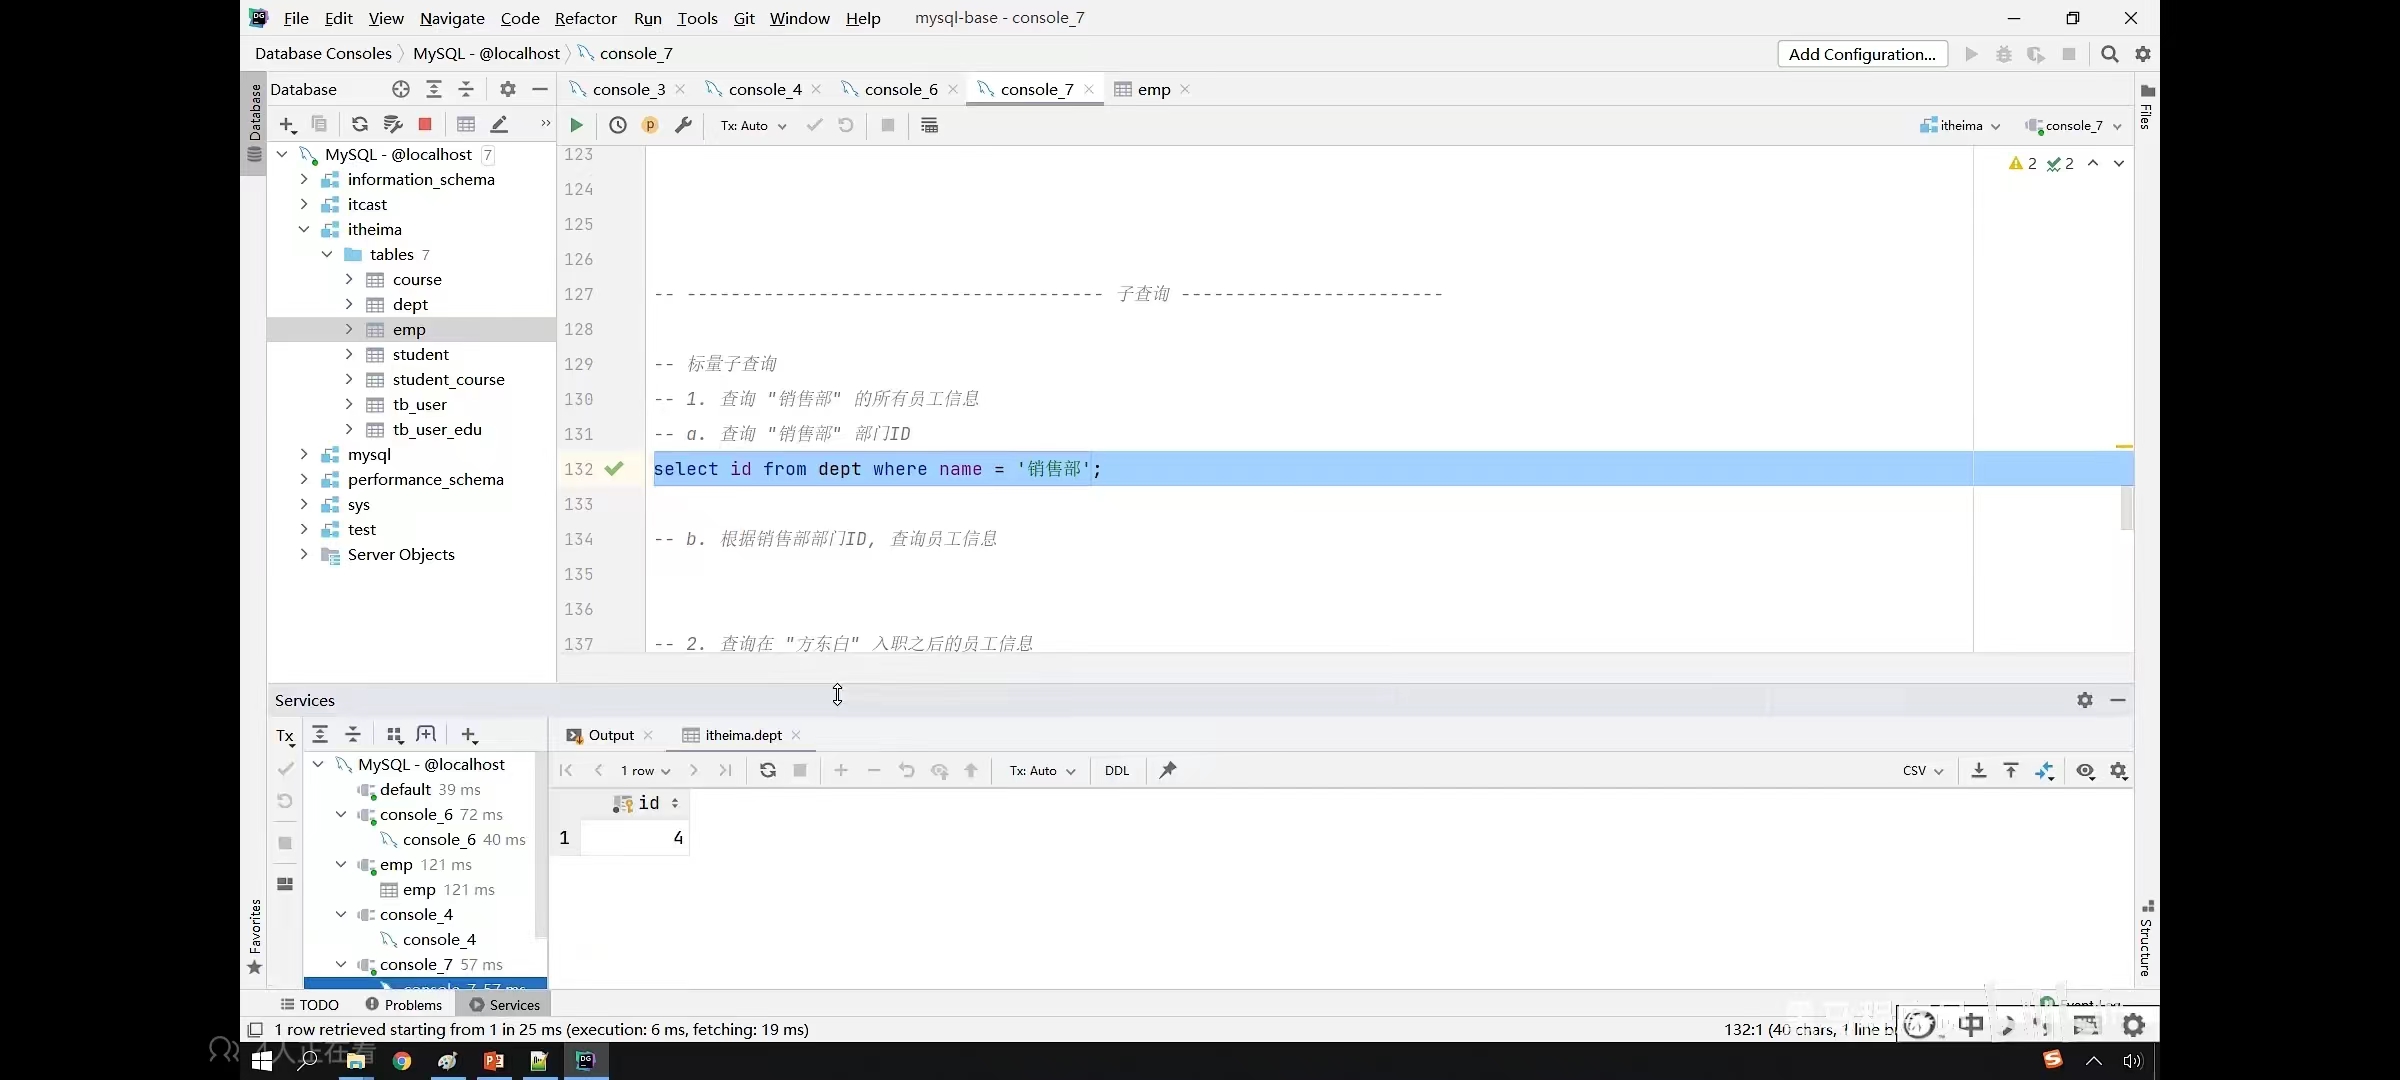 File Edit View Navigate Code Refactor Run Tools Git Window Help mysql-base - console_7
Database Consoles MySQL - @localhost console_7 Add Configuration...
Database console_3 console_4 console_6 console_7 emp
Tx: Auto itheima console_7
MySQL - @localhost 7
information_schema
itcast
itheima
tables 7
course
dept
emp
student
student_course
tb_user
tb_user_edu
mysql
performance_schema
sys
test
Server Objects
Database
Favorites
Files
Structure
2 2
123
124
125
126
127 -- -------------------------------------- 子查询 ------------------------
128
129 -- 标量子查询
130 -- 1. 查询 "销售部" 的所有员工信息
131 -- a. 查询 "销售部" 部门ID
132 select id from dept where name = '销售部';
133
134 -- b. 根据销售部部门ID, 查询员工信息
135
136
137 -- 2. 查询在 "方东白" 入职之后的员工信息
Services
Tx
MySQL - @localhost
default 39 ms
console_6 72 ms
console_6 40 ms
emp 121 ms
emp 121 ms
console_4
console_4
console_7 57 ms
console_7 57 ms
Output itheima.dept
1 row Tx: Auto DDL CSV
id
1 4
TODO Problems Services Event Log
1 row retrieved starting from 1 in 25 ms (execution: 6 ms, fetching: 19 ms) 132:1 (40 chars, 1 line b
中
4人正在看